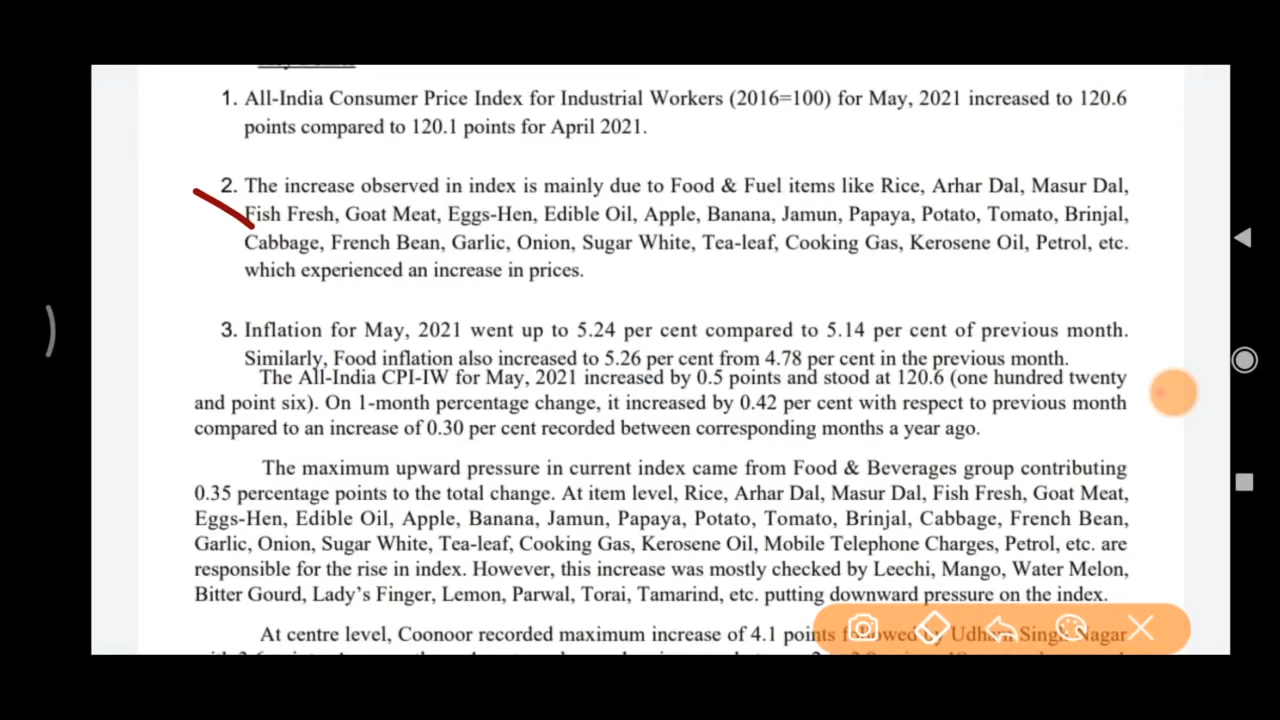 1. All-India Consumer Price Index for Industrial Workers (2016=100) for May, 2021 increased to 120.6
points compared to 120.1 points for April 2021.
2. The increase observed in index is mainly due to Food & Fuel items like Rice, Arhar Dal, Masur Dal,
Fish Fresh, Goat Meat, Eggs-Hen, Edible Oil, Apple, Banana, Jamun, Papaya, Potato, Tomato, Brinjal,
Cabbage, French Bean, Garlic, Onion, Sugar White, Tea-leaf, Cooking Gas, Kerosene Oil, Petrol, etc.
which experienced an increase in prices.
3. Inflation for May, 2021 went up to 5.24 per cent compared to 5.14 per cent of previous month.
Similarly, Food inflation also increased to 5.26 per cent from 4.78 per cent in the previous month.
The All-India CPI-IW for May, 2021 increased by 0.5 points and stood at 120.6 (one hundred twenty
and point six). On 1-month percentage change, it increased by 0.42 per cent with respect to previous month
compared to an increase of 0.30 per cent recorded between corresponding months a year ago.
The maximum upward pressure in current index came from Food & Beverages group contributing
0.35 percentage points to the total change. At item level, Rice, Arhar Dal, Masur Dal, Fish Fresh, Goat Meat,
Eggs-Hen, Edible Oil, Apple, Banana, Jamun, Papaya, Potato, Tomato, Brinjal, Cabbage, French Bean,
Garlic, Onion, Sugar White, Tea-leaf, Cooking Gas, Kerosene Oil, Mobile Telephone Charges, Petrol, etc. are
responsible for the rise in index. However, this increase was mostly checked by Leechi, Mango, Water Melon,
Bitter Gourd, Lady's Finger, Lemon, Parwal, Torai, Tamarind, etc. putting downward pressure on the index.
At centre level, Coonoor recorded maximum increase of 4.1 points followed by Udham Singh Nagar